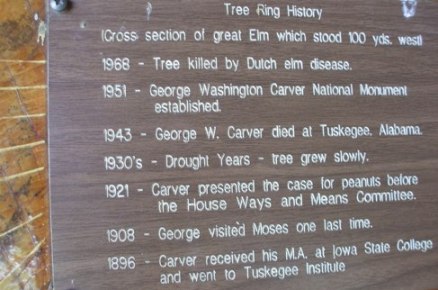 Tree Ring History
(Cross section of great Elm which stood 100 yds. west)
1968 - Tree killed by Dutch elm disease.
1951 - George Washington Carver National Monument
established.
1943 - George W. Carver died at Tuskegee, Alabama.
1930's - Drought Years - tree grew slowly.
1921 - Carver presented the case for peanuts before
the House Ways and Means Committee.
1908 - George visited Moses one last time.
1896 - Carver received his M.A. at Iowa State College
and went to Tuskegee Institute